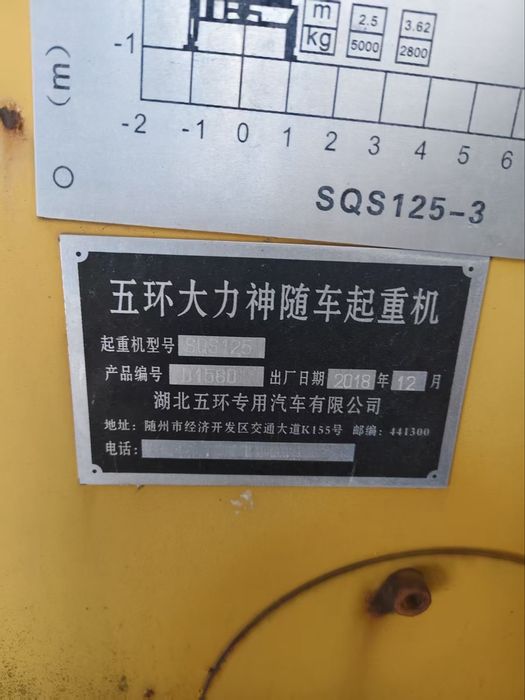 m 2.5 3.62
kg 5000 2800
-1
(m)
-2 -1 0 1 2 3 4 5 6
SQS125-3
五环大力神随车起重机
起重机型号 SQS125
产品编号 D1560 出厂日期 2018 年 12 月
湖北五环专用汽车有限公司
地址: 随州市经济开发区交通大道K155号 邮编: 441300
电话: